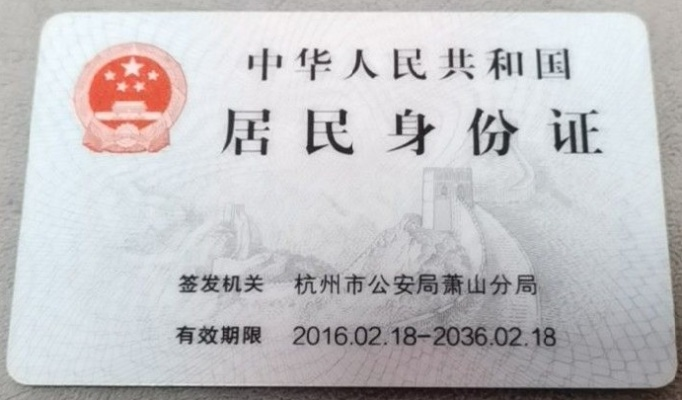 中华人民共和国
居民身份证
签发机关 杭州市公安局萧山分局
有效期限 2016.02.18-2036.02.18